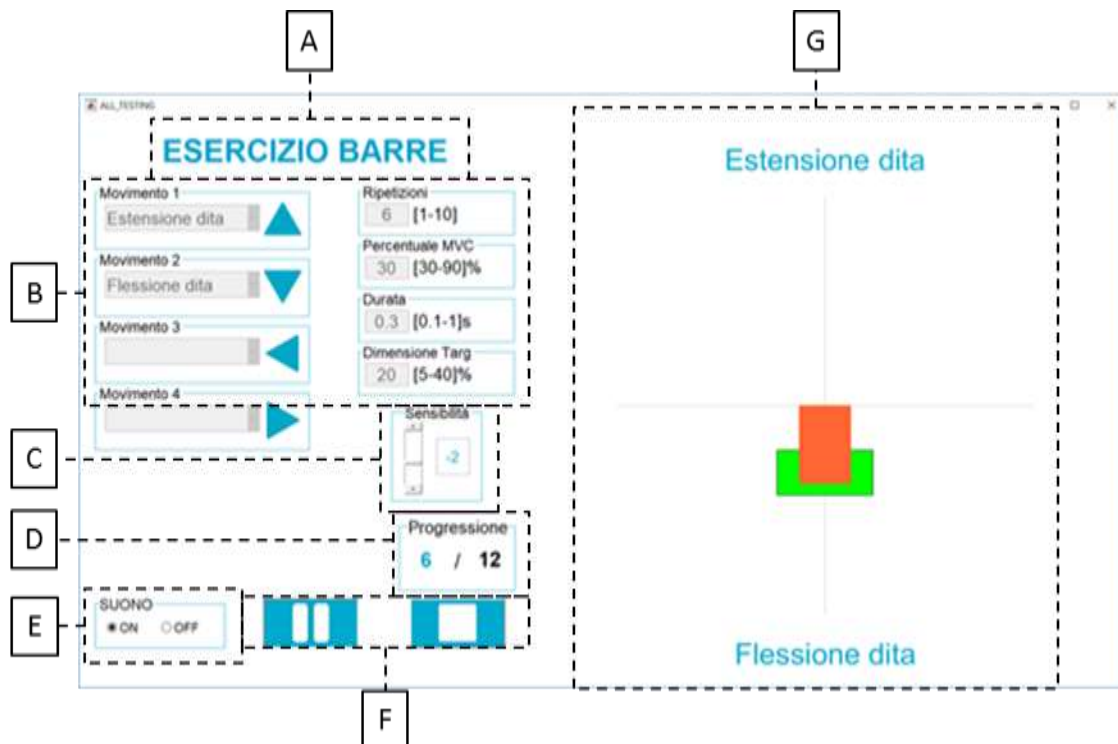 A
G
ALL_TESTING
ESERCIZIO BARRE
Movimento 1
Estensione dita
Movimento 2
Flessione dita
Movimento 3
Movimento 4
B
Ripetizioni
6 [1-10]
Percentuale MVC
30 [30-90]%
Durata
0.3 [0.1-1]s
Dimensione Targ
20 [5-40]%
C
Sensibilità
-2
D
Progressione
6 / 12
E
SUONO
ON OFF
F
Estensione dita
Flessione dita